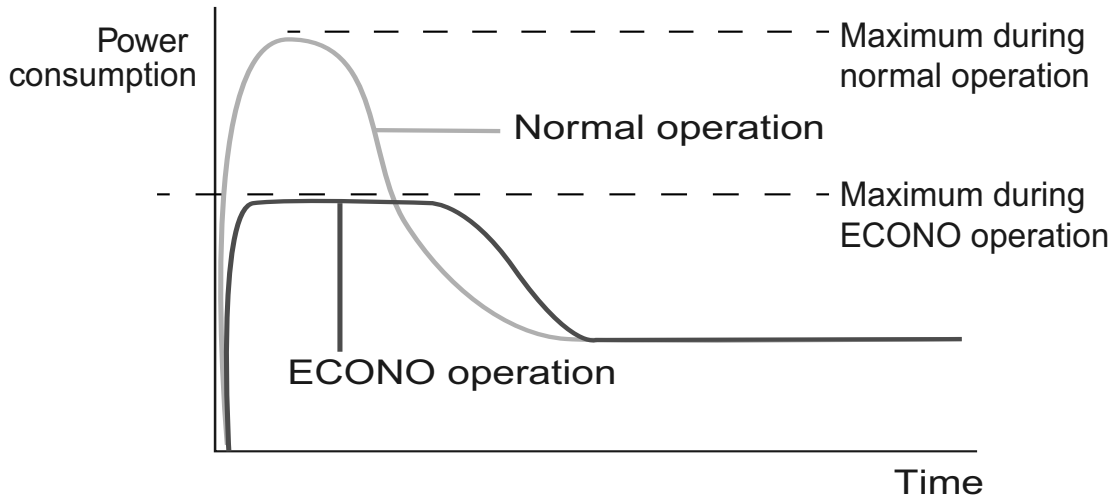 Power
consumption
Maximum during
normal operation
Normal operation
Maximum during
ECONO operation
ECONO operation
Time